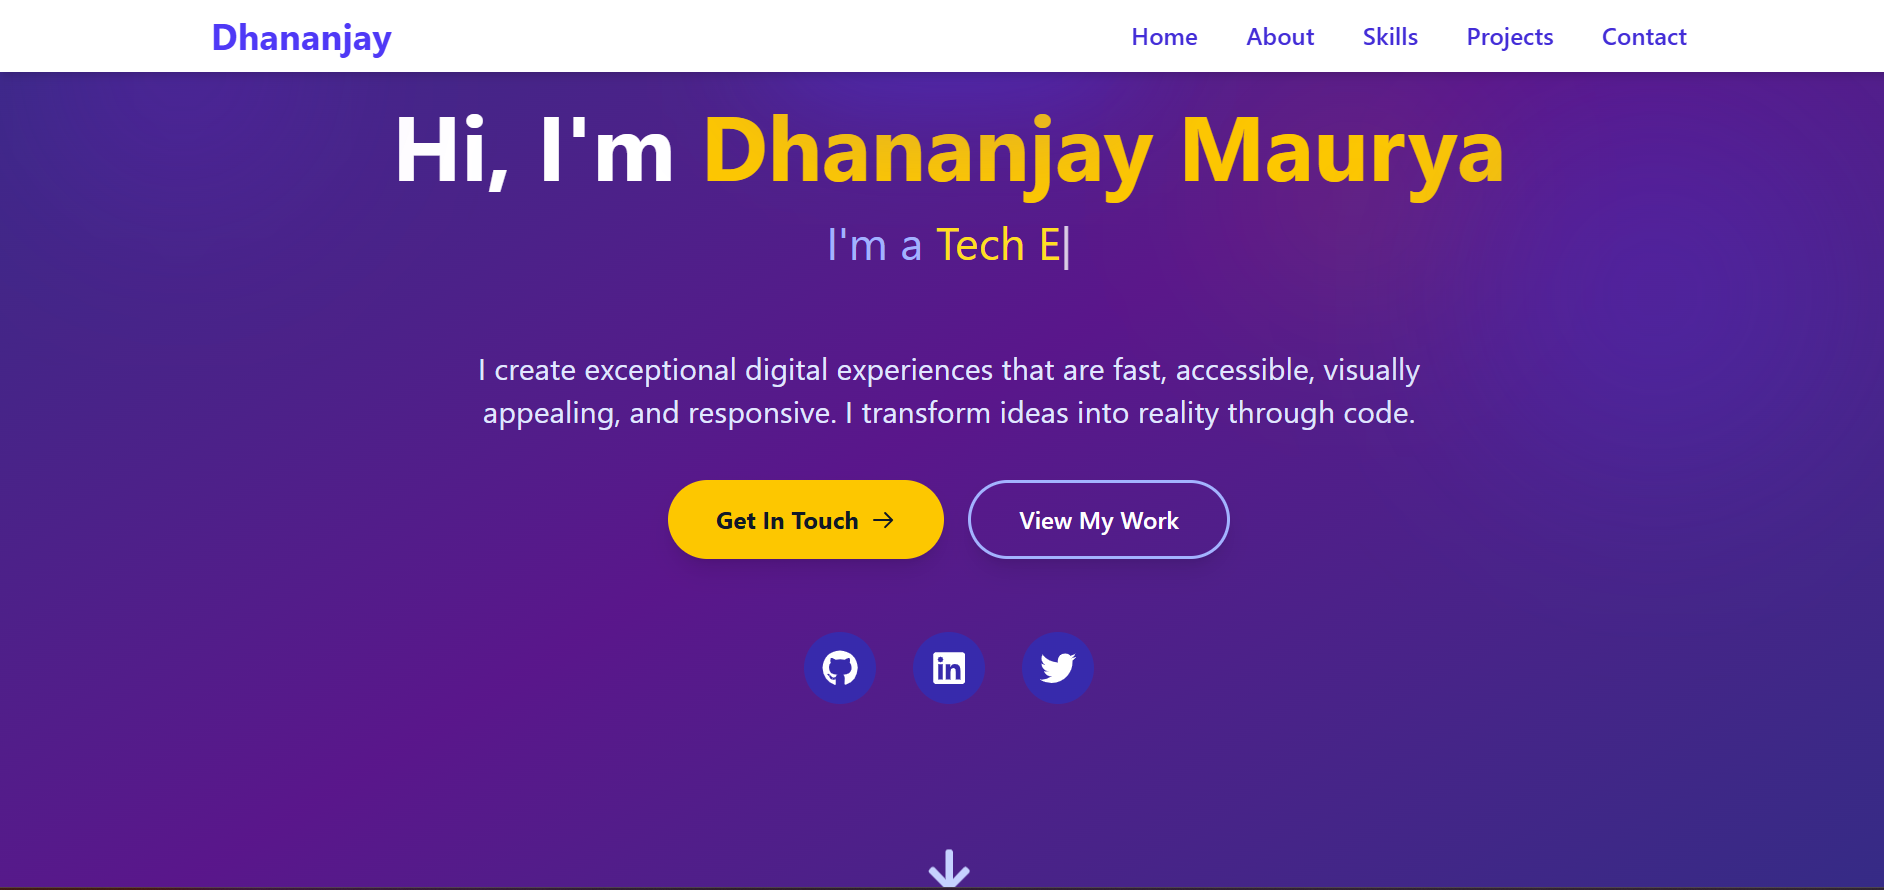 Dhananjay
Home About Skills Projects Contact
Hi, I'm Dhananjay Maurya
I'm a Tech E|
I create exceptional digital experiences that are fast, accessible, visually
appealing, and responsive. I transform ideas into reality through code.
Get In Touch →
View My Work
in